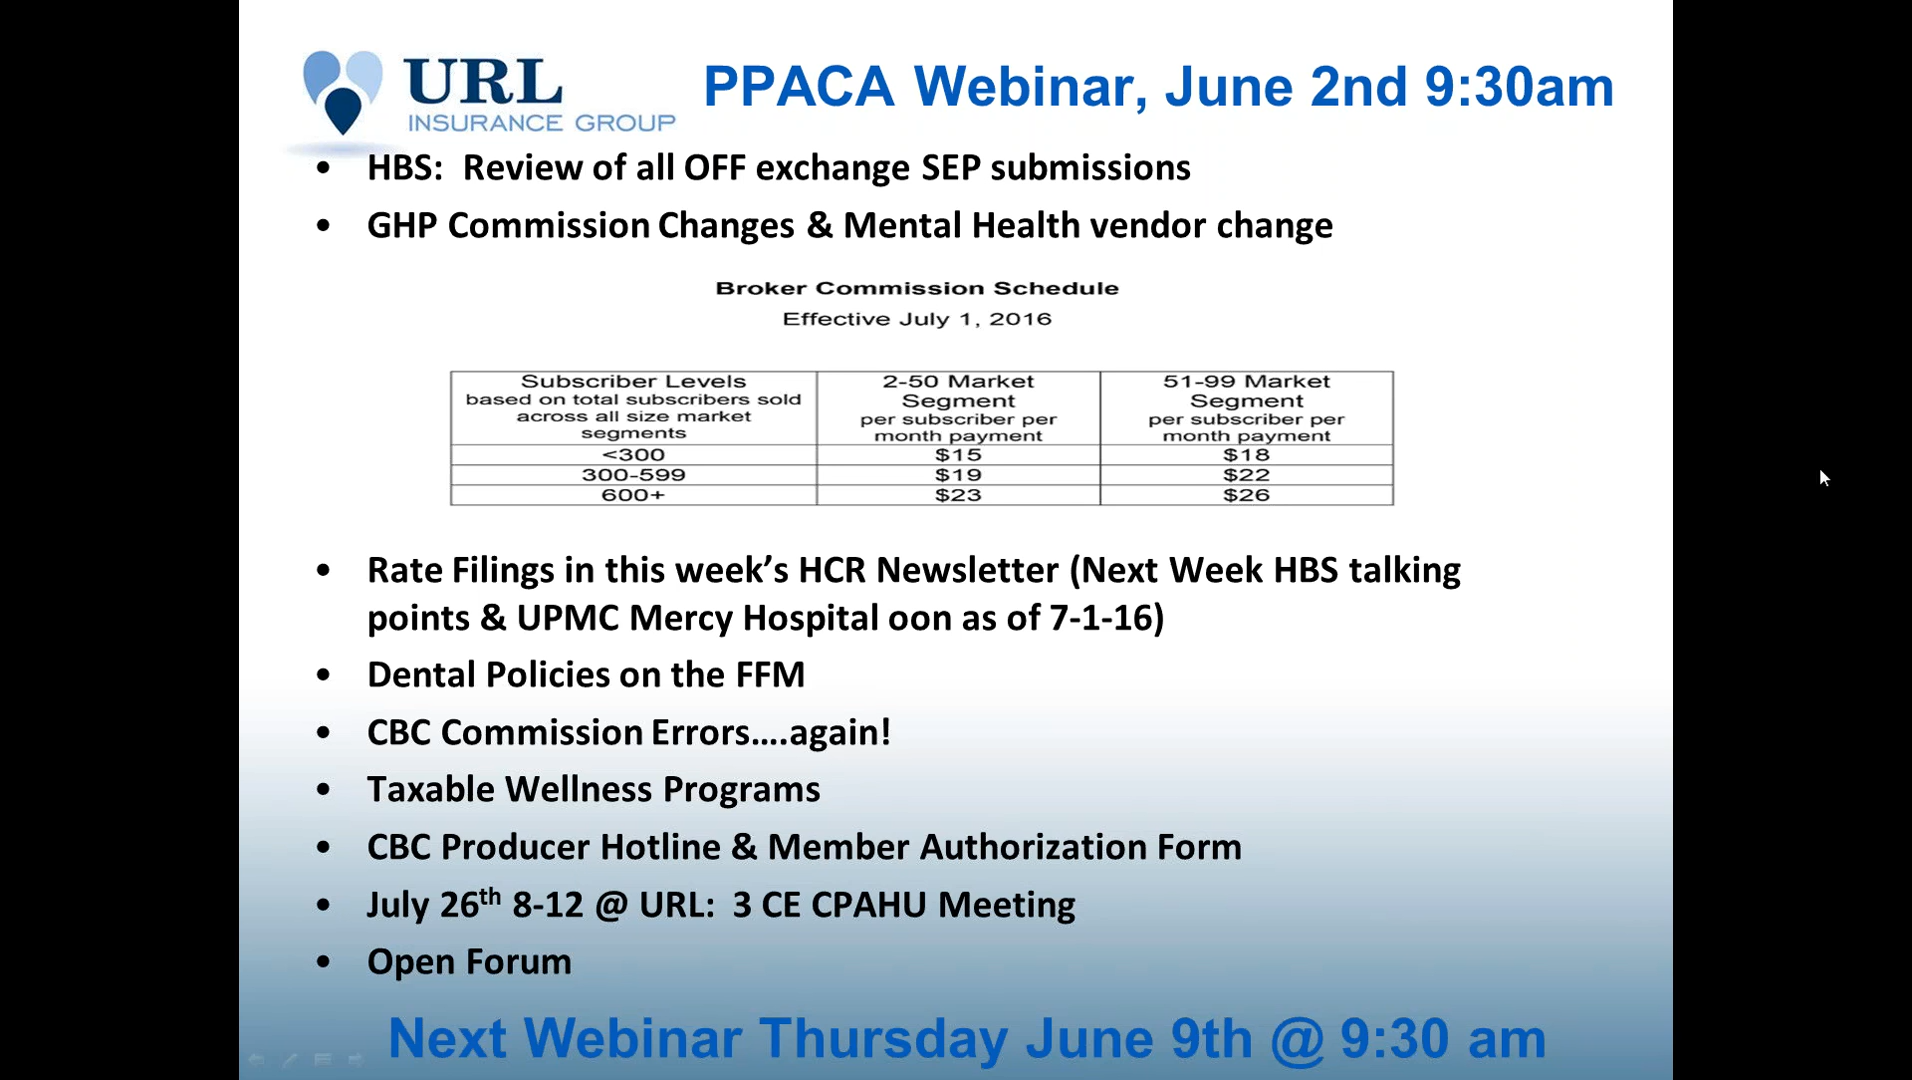 URL
INSURANCE GROUP
PPACA Webinar, June 2nd 9:30am
• HBS:  Review of all OFF exchange SEP submissions
• GHP Commission Changes & Mental Health vendor change
Broker Commission Schedule
Effective July 1, 2016
Subscriber Levels
based on total subscribers sold
across all size market
segments
2-50 Market
Segment
per subscriber per
month payment
51-99 Market
Segment
per subscriber per
month payment
<300 $15 $18
300-599 $19 $22
600+ $23 $26
• Rate Filings in this week’s HCR Newsletter (Next Week HBS talking
points & UPMC Mercy Hospital oon as of 7-1-16)
• Dental Policies on the FFM
• CBC Commission Errors….again!
• Taxable Wellness Programs
• CBC Producer Hotline & Member Authorization Form
• July 26th 8-12 @ URL:  3 CE CPAHU Meeting
• Open Forum
Next Webinar Thursday June 9th @ 9:30 am